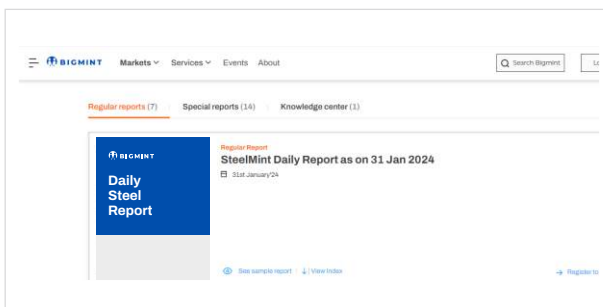 BIGMINT Markets Services Events About Search Bigmint
Regular reports (7) Special reports (14) Knowledge center (1)
BIGMINT
Daily
Steel
Report
Regular Report
SteelMint Daily Report as on 31 Jan 2024
31st January'24
See sample report View Index
Register to